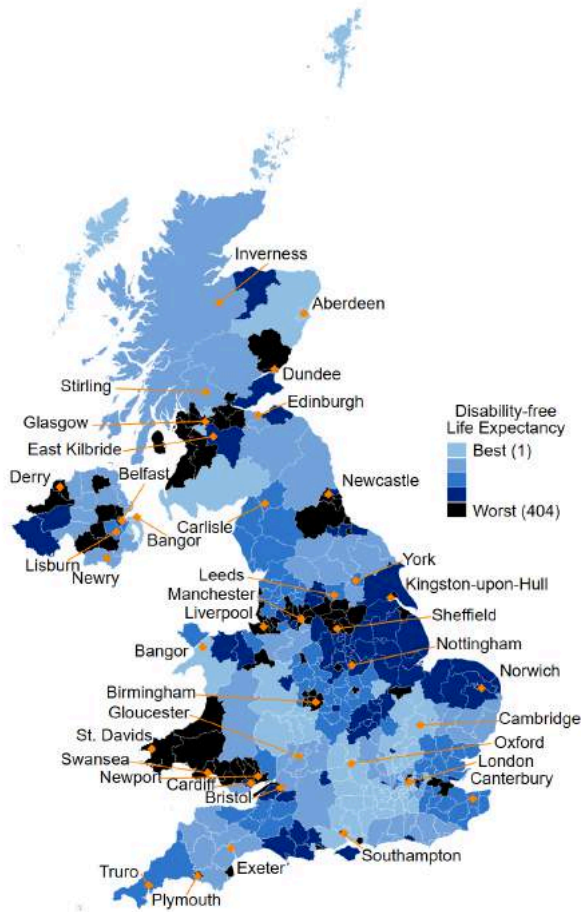 Inverness
Aberdeen
Dundee
Stirling
Edinburgh
Glasgow
East Kilbride
Disability-free
Life Expectancy
Best (1)
Worst (404)
Belfast
Derry
Newcastle
Carlisle
Bangor
Lisburn
Newry
York
Leeds
Kingston-upon-Hull
Manchester
Liverpool
Sheffield
Nottingham
Bangor
Norwich
Birmingham
Gloucester
Cambridge
St. Davids
Oxford
Swansea
London
Newport
Canterbury
Cardiff
Bristol
Southampton
Exeter
Truro
Plymouth